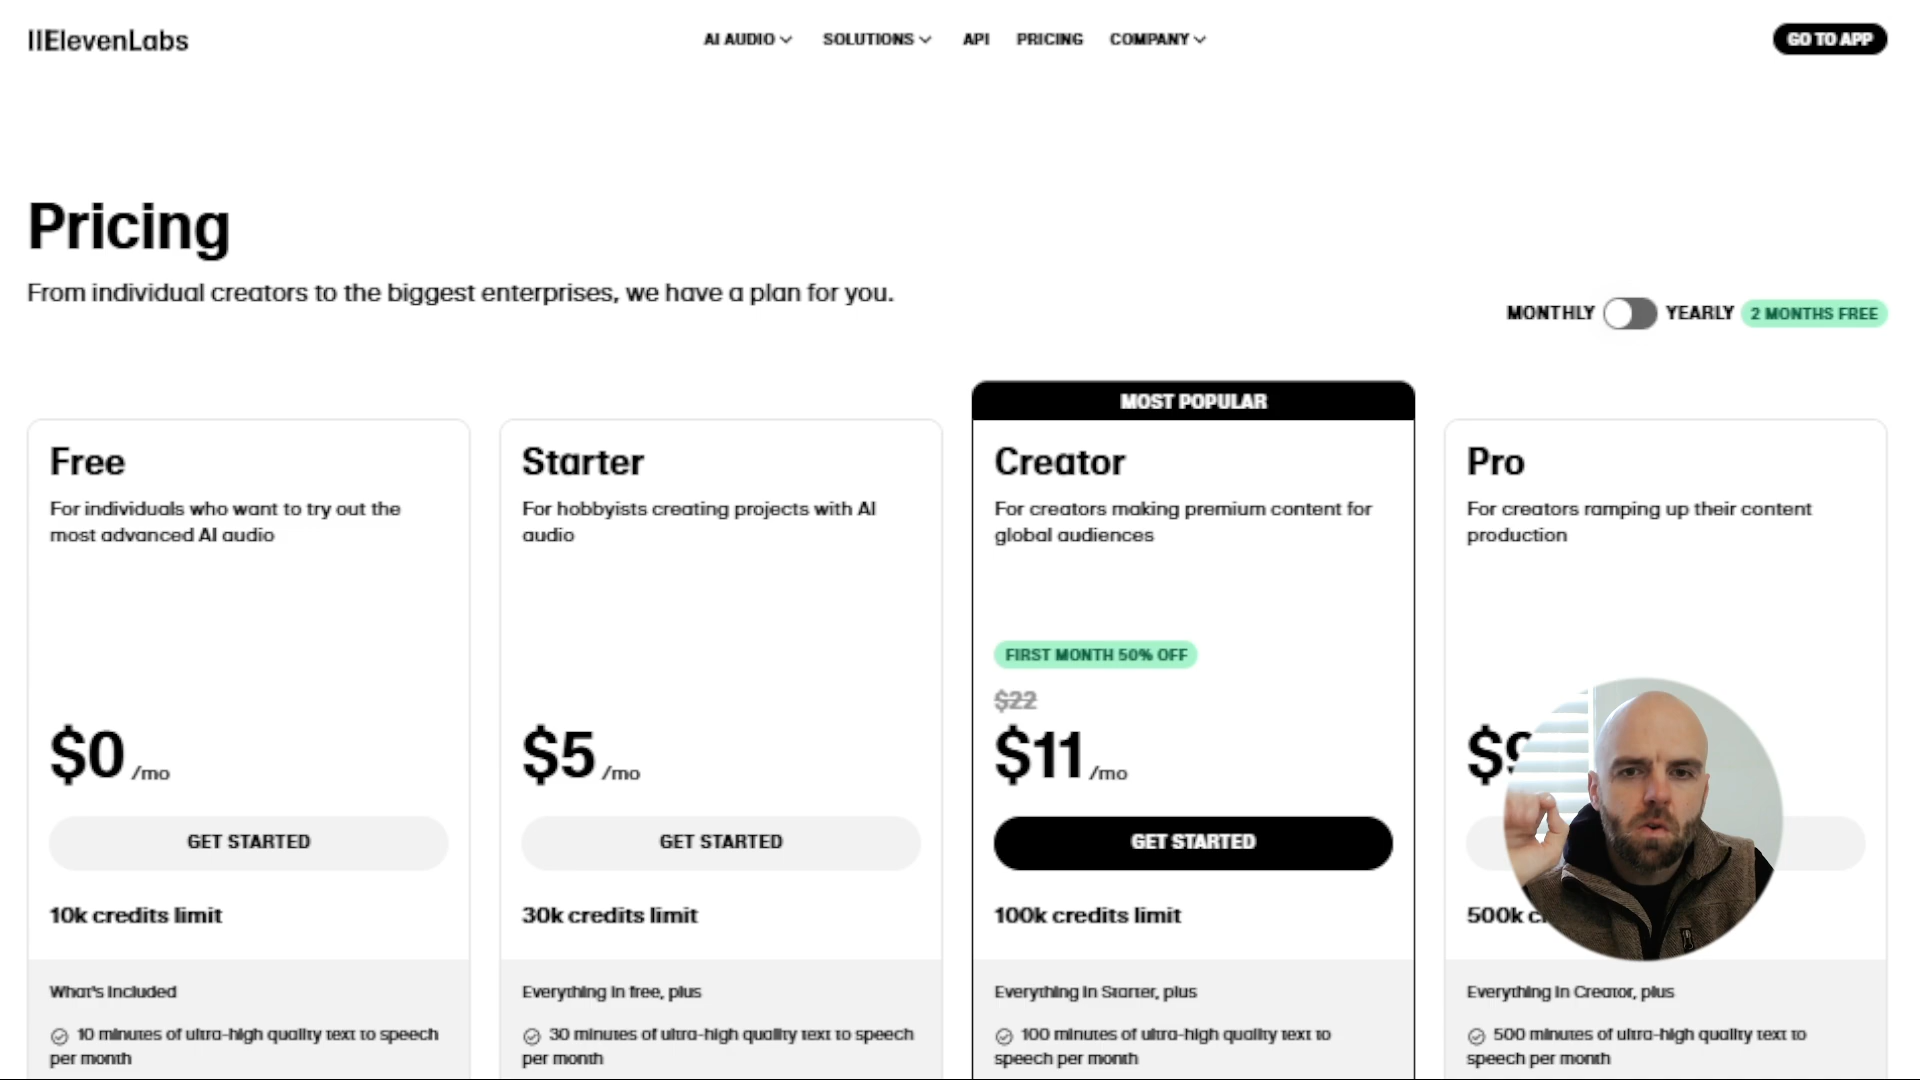 IIElevenLabs
AI AUDIO
SOLUTIONS
API
PRICING
COMPANY
GO TO APP
Pricing
From individual creators to the biggest enterprises, we have a plan for you.
MONTHLY
YEARLY
2 MONTHS FREE
Free
For individuals who want to try out the
most advanced AI audio
$0 /mo
GET STARTED
10k credits limit
What's included
10 minutes of ultra-high quality text to speech
per month
Starter
For hobbyists creating projects with AI
audio
$5 /mo
GET STARTED
30k credits limit
Everything in free, plus
30 minutes of ultra-high quality text to speech
per month
MOST POPULAR
Creator
For creators making premium content for
global audiences
FIRST MONTH 50% OFF
$22
$11 /mo
GET STARTED
100k credits limit
Everything in Starter, plus
100 minutes of ultra-high quality text to
speech per month
Pro
For creators ramping up their content
production
500k
Everything in Creator, plus
500 minutes of ultra-high quality text to
speech per month